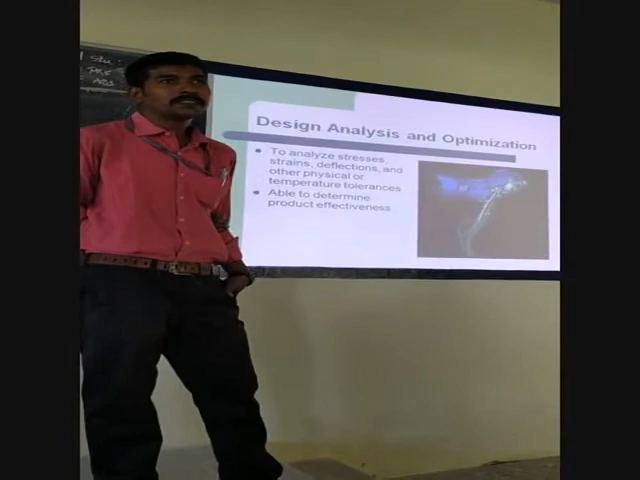 Design Analysis and Optimization
To analyze stresses,
strains, deflections, and
other physical or
temperature tolerances
Able to determine
product effectiveness